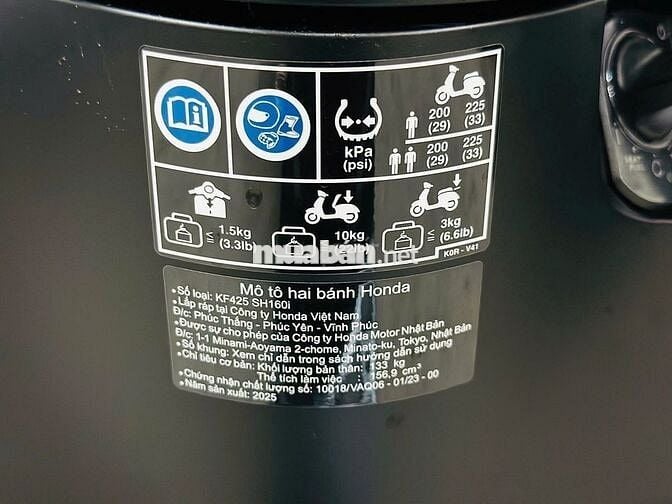 200 225
(29) (33)
kPa
(psi)
200 225
(29) (33)
≤ 1.5kg
(3.3lb)
10kg
(22lb)
≤ 3kg
(6.6lb)
K0R - V41
muaban.net
Mô tô hai bánh Honda
•Số loại: KF425 SH160i
•Lắp ráp tại Công ty Honda Việt Nam
Đ/c: Phúc Thắng - Phúc Yên - Vĩnh Phúc
•Được sự cho phép của Công ty Honda Motor Nhật Bản
Đ/c: 1-1 Minami-Aoyama 2-chome, Minato-ku, Tokyo, Nhật Bản
•Số khung: Xem chỉ dẫn trong sách hướng dẫn sử dụng
•Chỉ tiêu cơ bản: Khối lượng bản thân: 133 kg
Thể tích làm việc: 156.9 cm³
•Chứng nhận chất lượng số: 10018/VAQ06 - 01/23 - 00
•Năm sản xuất: 2025